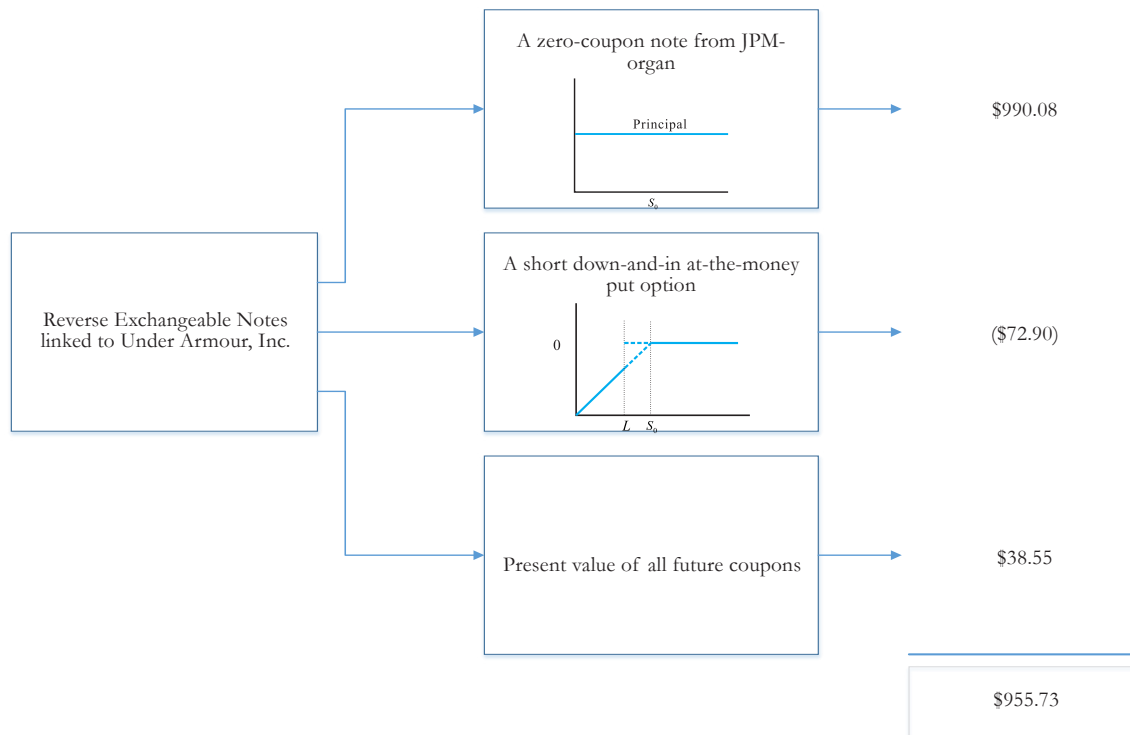 A zero-coupon note from JPM-
organ
Principal
S₀
$990.08
Reverse Exchangeable Notes
linked to Under Armour, Inc.
A short down-and-in at-the-money
put option
0
L S₀
($72.90)
Present value of all future coupons
$38.55
$955.73